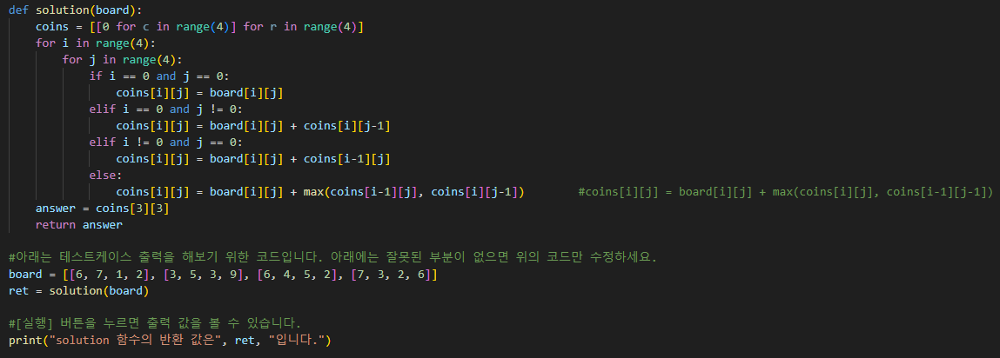 def solution(board):
    coins = [[0 for c in range(4)] for r in range(4)]
    for i in range(4):
        for j in range(4):
            if i == 0 and j == 0:
                coins[i][j] = board[i][j]
            elif i == 0 and j != 0:
                coins[i][j] = board[i][j] + coins[i][j-1]
            elif i != 0 and j == 0:
                coins[i][j] = board[i][j] + coins[i-1][j]
            else:
                coins[i][j] = board[i][j] + max(coins[i-1][j], coins[i][j-1])        #coins[i][j] = board[i][j] + max(coins[i][j], coins[i-1][j-1])
    answer = coins[3][3]
    return answer

#아래는 테스트케이스 출력을 해보기 위한 코드입니다. 아래에는 잘못된 부분이 없으면 위의 코드만 수정하세요.
board = [[6, 7, 1, 2], [3, 5, 3, 9], [6, 4, 5, 2], [7, 3, 2, 6]]
ret = solution(board)

#[실행] 버튼을 누르면 출력 값을 볼 수 있습니다.
print("solution 함수의 반환 값은", ret, "입니다.")